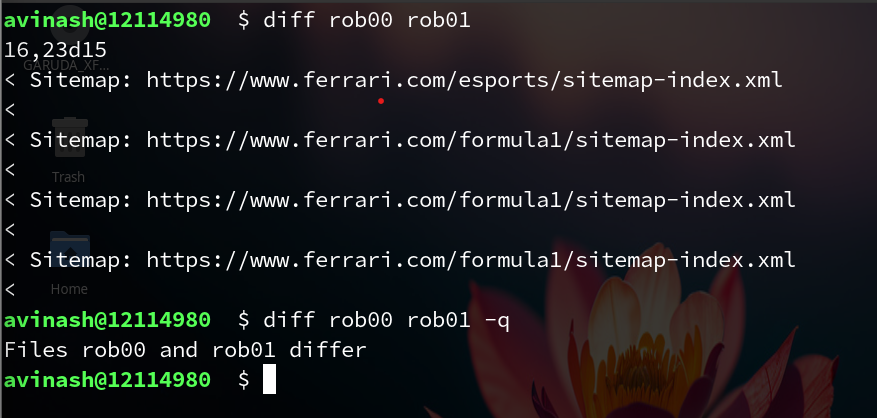 avinash@12114980 $ diff rob00 rob01
16,23d15
GARUDA_XF...
< Sitemap: https://www.ferrari.com/esports/sitemap-index.xml
<
< Sitemap: https://www.ferrari.com/formula1/sitemap-index.xml
<
Trash
< Sitemap: https://www.ferrari.com/formula1/sitemap-index.xml
<
< Sitemap: https://www.ferrari.com/formula1/sitemap-index.xml
<
Home
avinash@12114980 $ diff rob00 rob01 -q
Files rob00 and rob01 differ
avinash@12114980 $